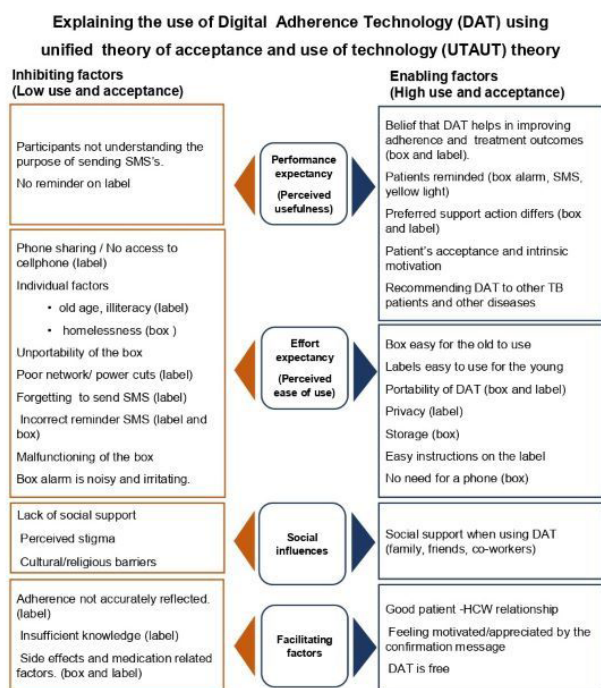 Explaining the use of Digital Adherence Technology (DAT) using
unified theory of acceptance and use of technology (UTAUT) theory
Inhibiting factors
(Low use and acceptance)
Enabling factors
(High use and acceptance)
Participants not understanding the
purpose of sending SMS's.
No reminder on label
Performance
expectancy
(Perceived
usefulness)
Belief that DAT helps in improving
adherence and treatment outcomes
(box and label).
Patients reminded (box alarm, SMS,
yellow light)
Preferred support action differs (box
and label)
Patient's acceptance and intrinsic
motivation
Recommending DAT to other TB
patients and other diseases
Phone sharing / No access to
cellphone (label)
Individual factors
• old age, illiteracy (label)
• homelessness (box )
Unportability of the box
Poor network/ power cuts (label)
Forgetting to send SMS (label)
Incorrect reminder SMS (label and
box)
Malfunctioning of the box
Box alarm is noisy and irritating.
Effort
expectancy
(Perceived
ease of use)
Box easy for the old to use
Labels easy to use for the young
Portability of DAT (box and label)
Privacy (label)
Storage (box)
Easy instructions on the label
No need for a phone (box)
Lack of social support
Perceived stigma
Cultural/religious barriers
Social
influences
Social support when using DAT
(family, friends, co-workers)
Adherence not accurately reflected.
(label)
Insufficient knowledge (label)
Side effects and medication related
factors. (box and label)
Facilitating
factors
Good patient -HCW relationship
Feeling motivated/appreciated by the
confirmation message
DAT is free